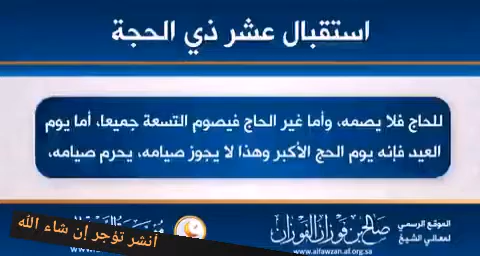 استقبال عشر ذي الحجة
للحاج فلا يصمه، وأما غير الحاج فيصوم التسعة جميعا، أما يوم
العيد فإنه يوم الحج الأكبر وهذا لا يجوز صيامه، يحرم صيامه،
الموقع الرسمي
لمعالي الشيخ
صالح بن فوزان الفوزان
www.alfawzan.af.org.sa
أنشر تؤجر إن شاء الله